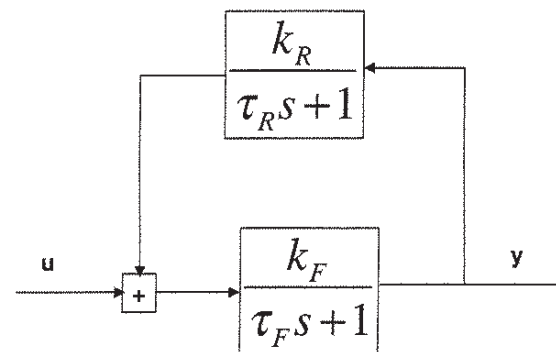 k_R
τ_R s + 1
u
+
k_F
τ_F s + 1
y